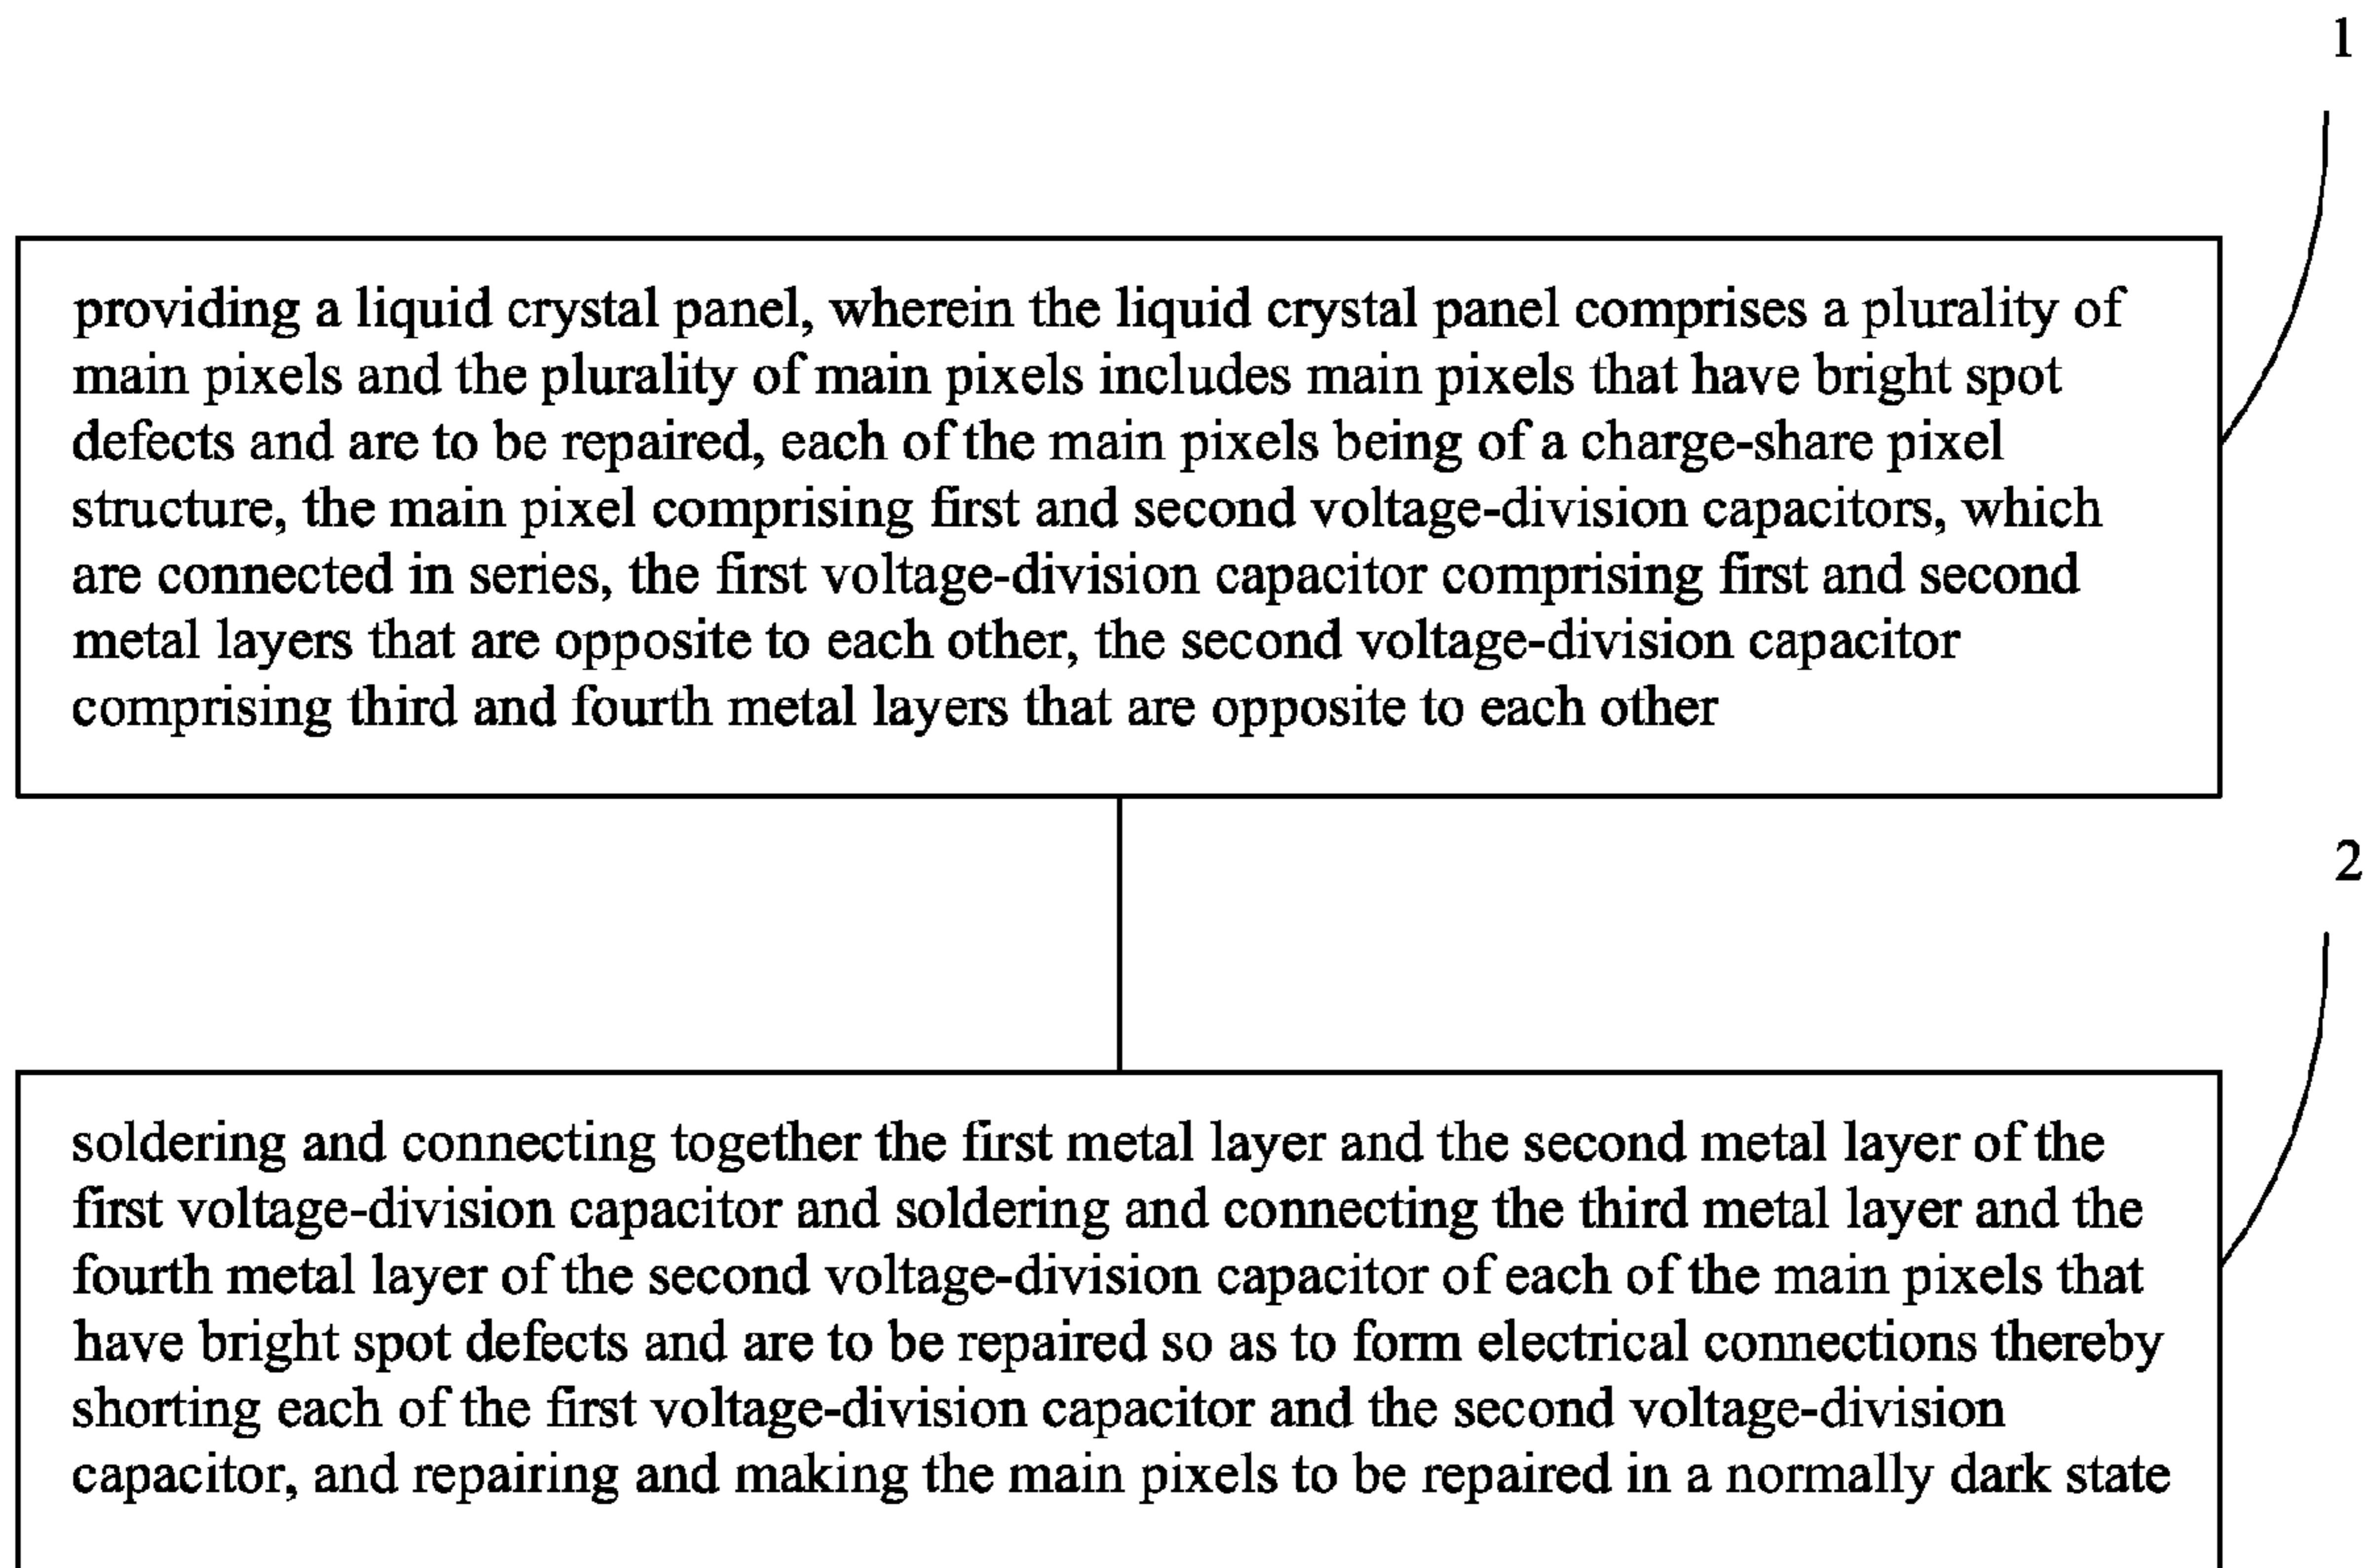 1
providing a liquid crystal panel, wherein the liquid crystal panel comprises a plurality of
main pixels and the plurality of main pixels includes main pixels that have bright spot
defects and are to be repaired, each of the main pixels being of a charge-share pixel
structure, the main pixel comprising first and second voltage-division capacitors, which
are connected in series, the first voltage-division capacitor comprising first and second
metal layers that are opposite to each other, the second voltage-division capacitor
comprising third and fourth metal layers that are opposite to each other
2
soldering and connecting together the first metal layer and the second metal layer of the
first voltage-division capacitor and soldering and connecting the third metal layer and the
fourth metal layer of the second voltage-division capacitor of each of the main pixels that
have bright spot defects and are to be repaired so as to form electrical connections thereby
shorting each of the first voltage-division capacitor and the second voltage-division
capacitor, and repairing and making the main pixels to be repaired in a normally dark state